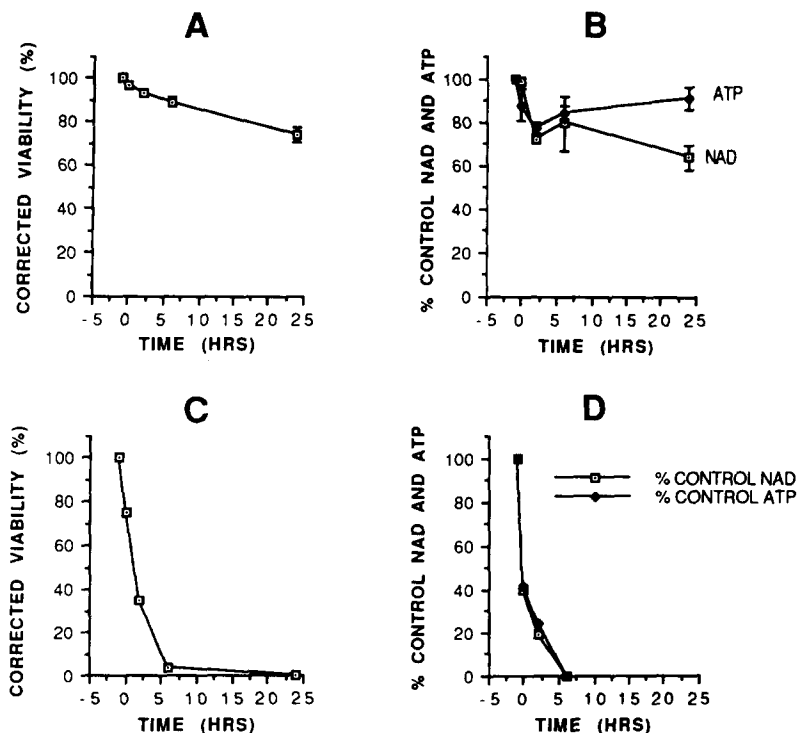 A
CORRECTED VIABILITY (%)
100
80
60
40
20
0
-5 0 5 10 15 20 25
TIME (HRS)
B
% CONTROL NAD AND ATP
100
80
60
40
20
0
ATP
NAD
-5 0 5 10 15 20 25
TIME (HRS)
C
CORRECTED VIABILITY (%)
100
80
60
40
20
0
-5 0 5 10 15 20 25
TIME (HRS)
D
% CONTROL NAD AND ATP
100
80
60
40
20
0
% CONTROL NAD
% CONTROL ATP
-5 0 5 10 15 20 25
TIME (HRS)